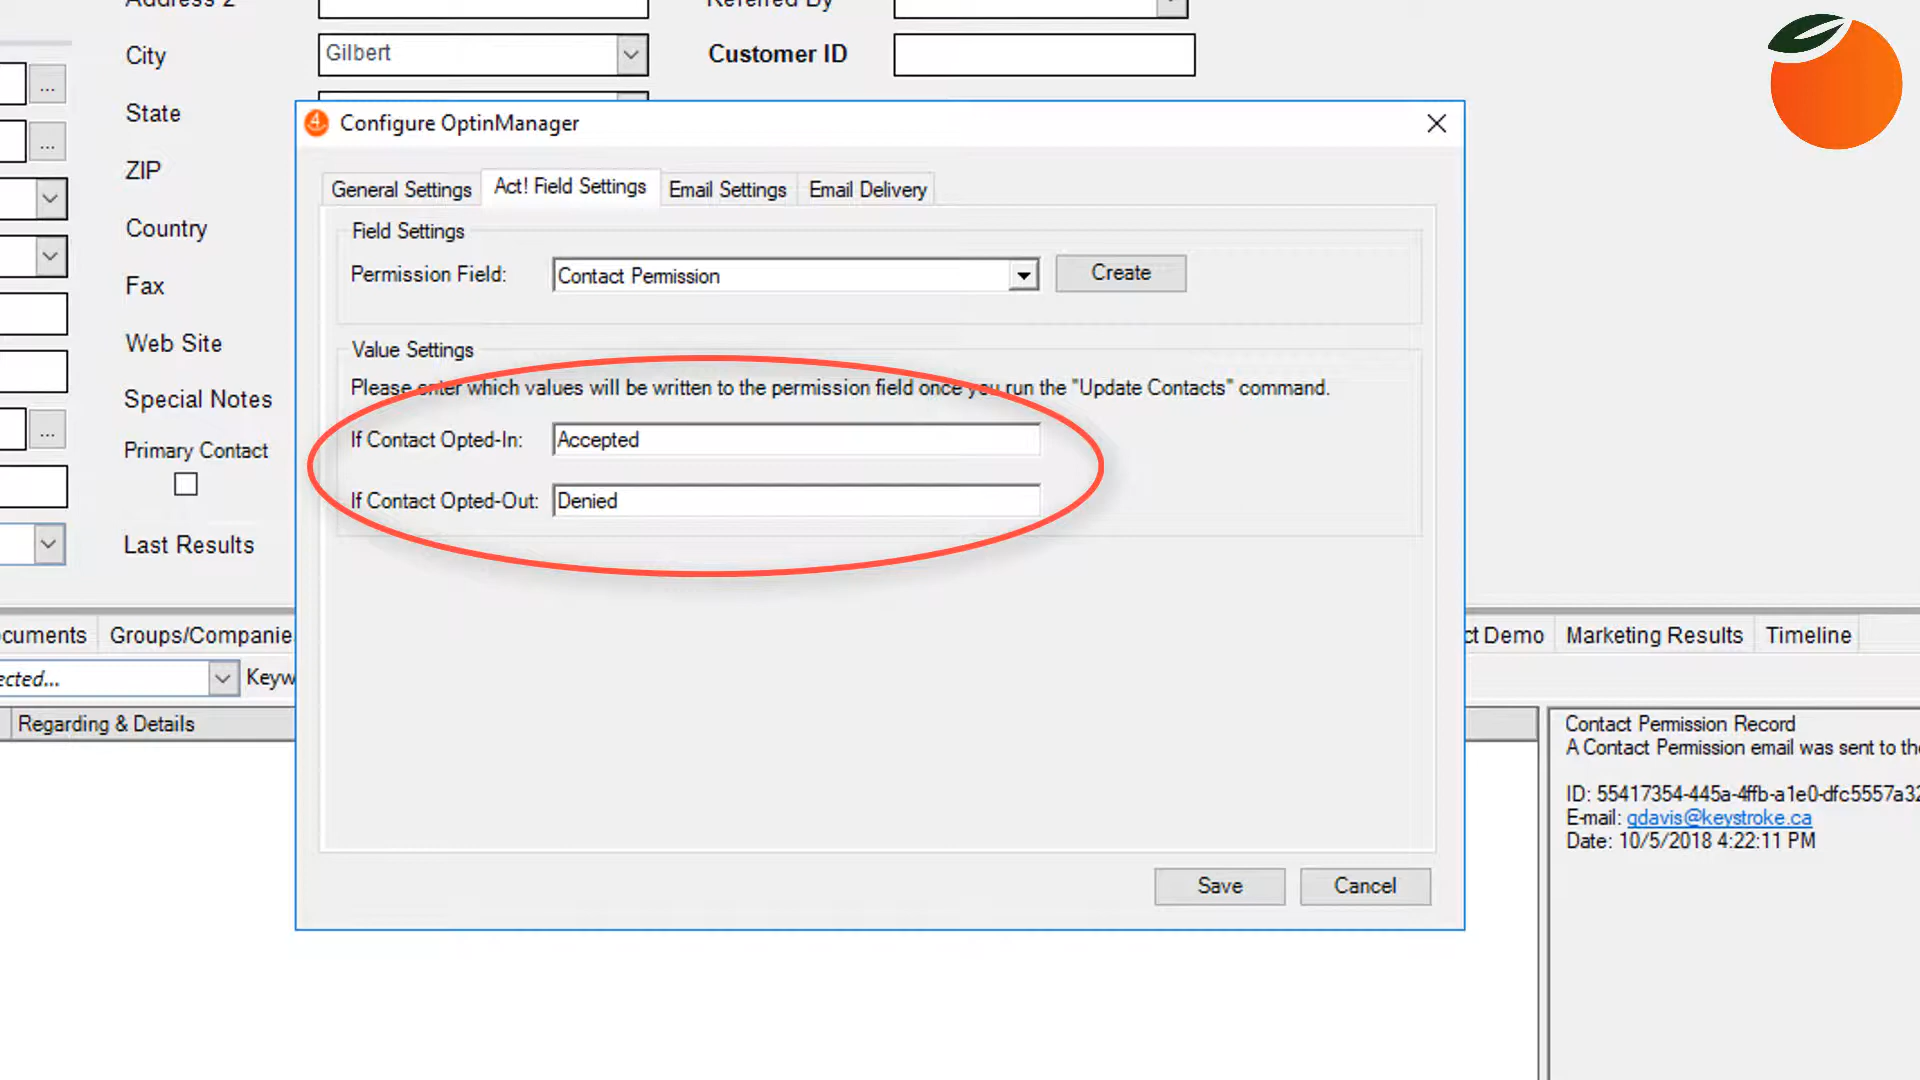 Address 2
Referred By
City
Gilbert
Customer ID
...
State
...
ZIP
Country
Fax
Web Site
Special Notes
...
Primary Contact
Last Results
4
Configure OptinManager
General Settings
Act! Field Settings
Email Settings
Email Delivery
Field Settings
Permission Field:
Contact Permission
Create
Value Settings
Please enter which values will be written to the permission field once you run the "Update Contacts" command.
If Contact Opted-In:
Accepted
If Contact Opted-Out:
Denied
Save
Cancel
cuments
Groups/Companie
ct Demo
Marketing Results
Timeline
ected...
Keyw
Regarding & Details
Contact Permission Record
A Contact Permission email was sent to the
ID: 55417354-445a-4ffb-a1e0-dfc5557a32
E-mail: gdavis@keystroke.ca
Date: 10/5/2018 4:22:11 PM